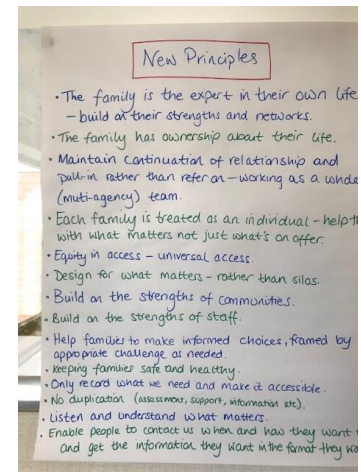 New Principles
• The family is the expert in their own life
– build on their strengths and networks.
• The family has ownership about their life.
• Maintain continuation of relationship and
pull-in rather than refer on – working as a whole
(muti-agency) team.
• Each family is treated as an individual – help
with what matters not just what's on offer.
• Equity in access – universal access.
• Design for what matters – rather than silos.
• Build on the strengths of communities.
• Build on the strengths of staff.
• Help families to make informed choices, framed by
appropriate challenge as needed.
• Keeping families safe and healthy.
• Only record what we need and make it accessible.
• No duplication (assessment, support, information etc).
• Listen and understand what matters.
• Enable people to contact us when and how they want
and get the information they want in the format they